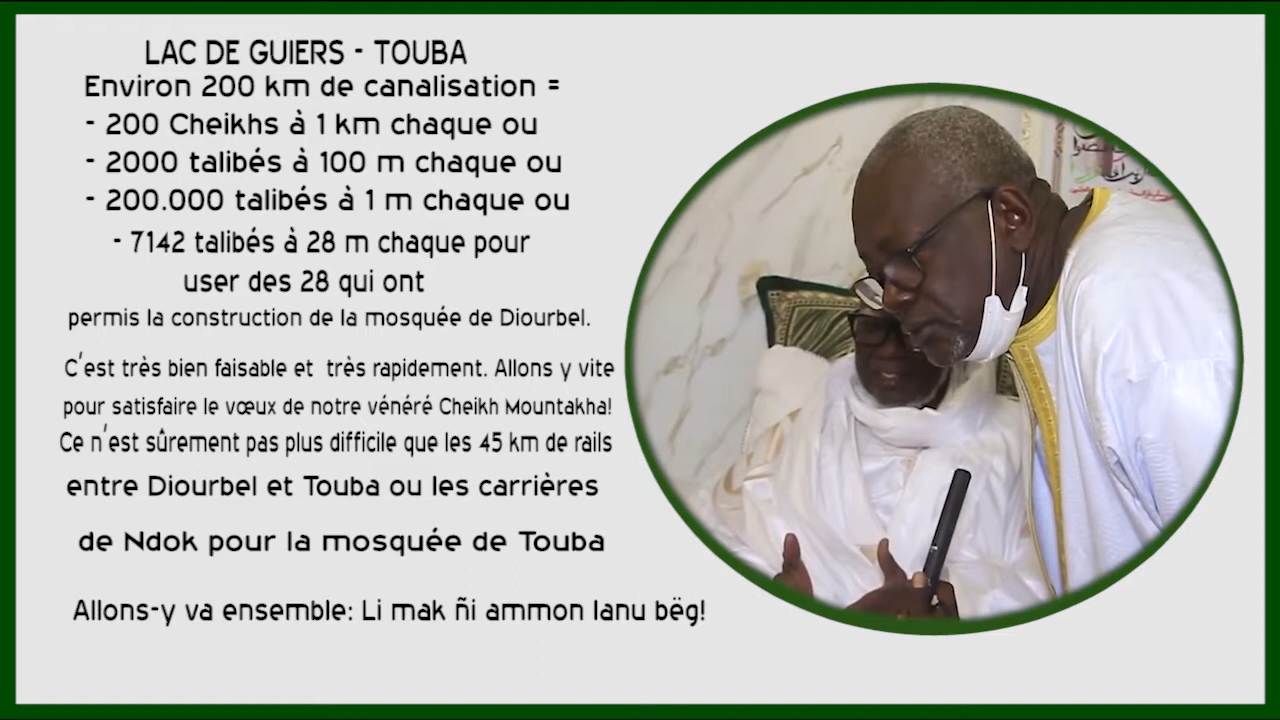 LAC DE GUIERS - TOUBA
Environ 200 km de canalisation =
- 200 Cheikhs à 1 km chaque ou
- 2000 talibés à 100 m chaque ou
- 200.000 talibés à 1 m chaque ou
- 7142 talibés à 28 m chaque pour
user des 28 qui ont
permis la construction de la mosquée de Diourbel.
C'est très bien faisable et très rapidement. Allons y vite
pour satisfaire le vœux de notre vénéré Cheikh Mountakha!
Ce n'est sûrement pas plus difficile que les 45 km de rails
entre Diourbel et Touba ou les carrières
de Ndok pour la mosquée de Touba
Allons-y va ensemble: Li mak ñi ammon lanu bëg!